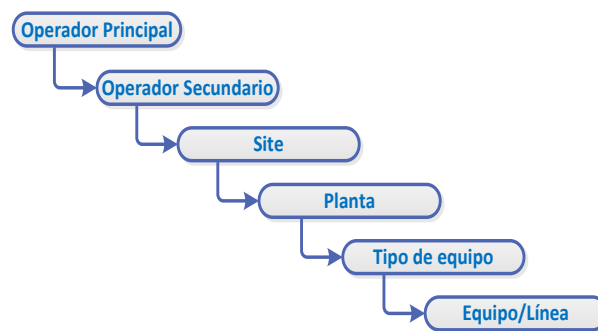 Operador Principal
Operador Secundario
Site
Planta
Tipo de equipo
Equipo/Línea